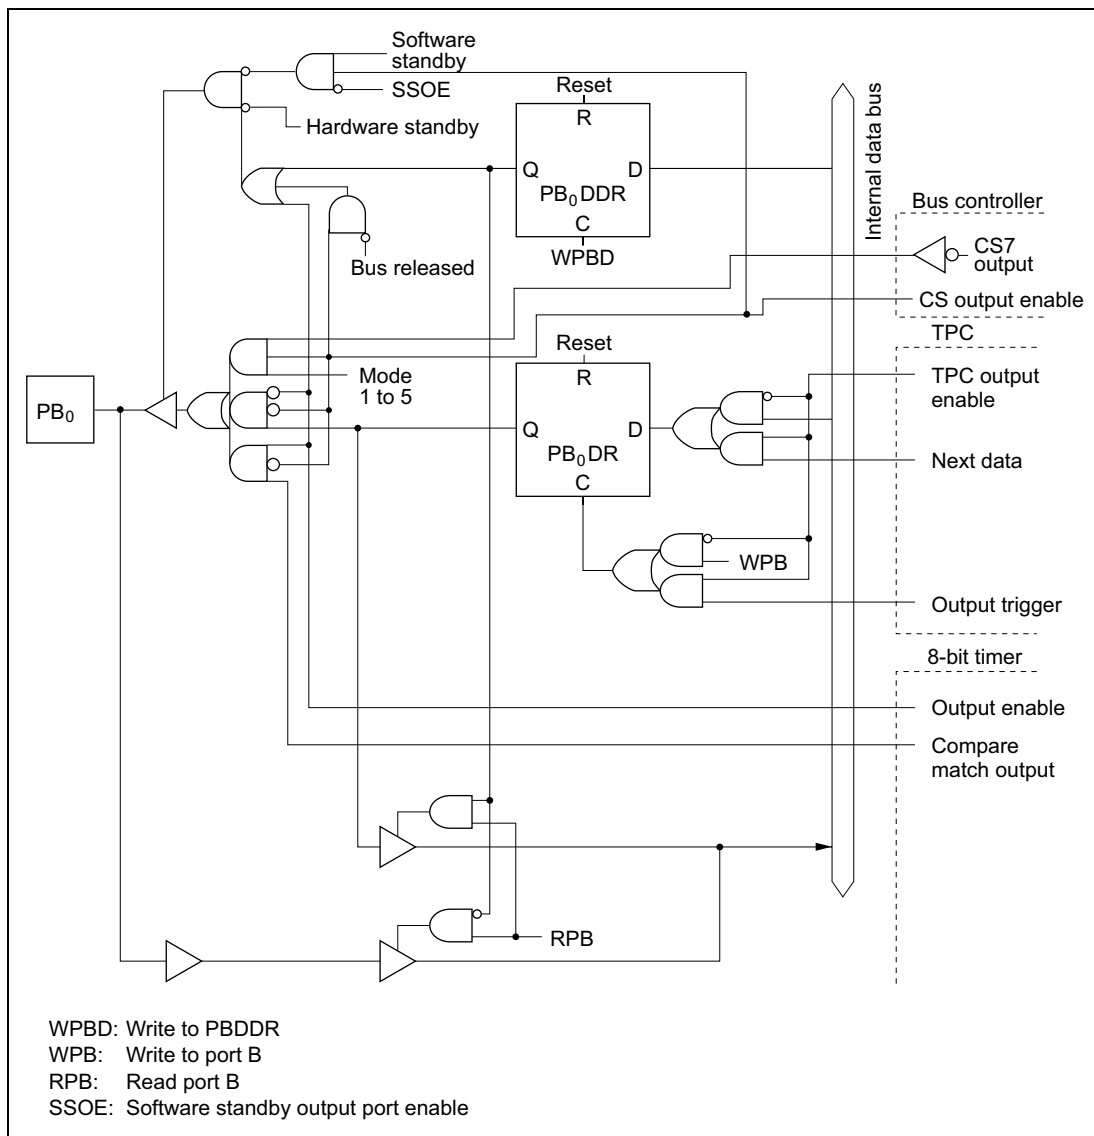 Software
standby
SSOE
Hardware standby
Reset
R
Q
D
PB0DDR
C
WPBD
Bus released
Internal data bus
Bus controller
CS7
output
CS output enable
TPC
Mode
1 to 5
PB0
Reset
R
Q
D
PB0DR
C
TPC output
enable
Next data
WPB
Output trigger
8-bit timer
Output enable
Compare
match output
RPB
WPBD: Write to PBDDR
WPB: Write to port B
RPB: Read port B
SSOE: Software standby output port enable